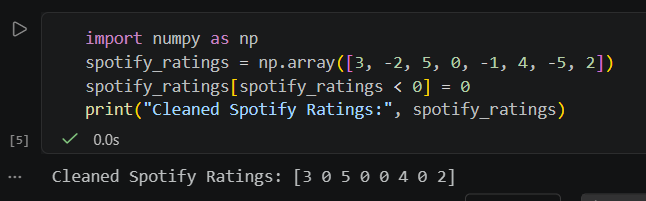 import numpy as np
spotify_ratings = np.array([3, -2, 5, 0, -1, 4, -5, 2])
spotify_ratings[spotify_ratings < 0] = 0
print("Cleaned Spotify Ratings:", spotify_ratings)
[5]
0.0s
Cleaned Spotify Ratings: [3 0 5 0 0 4 0 2]